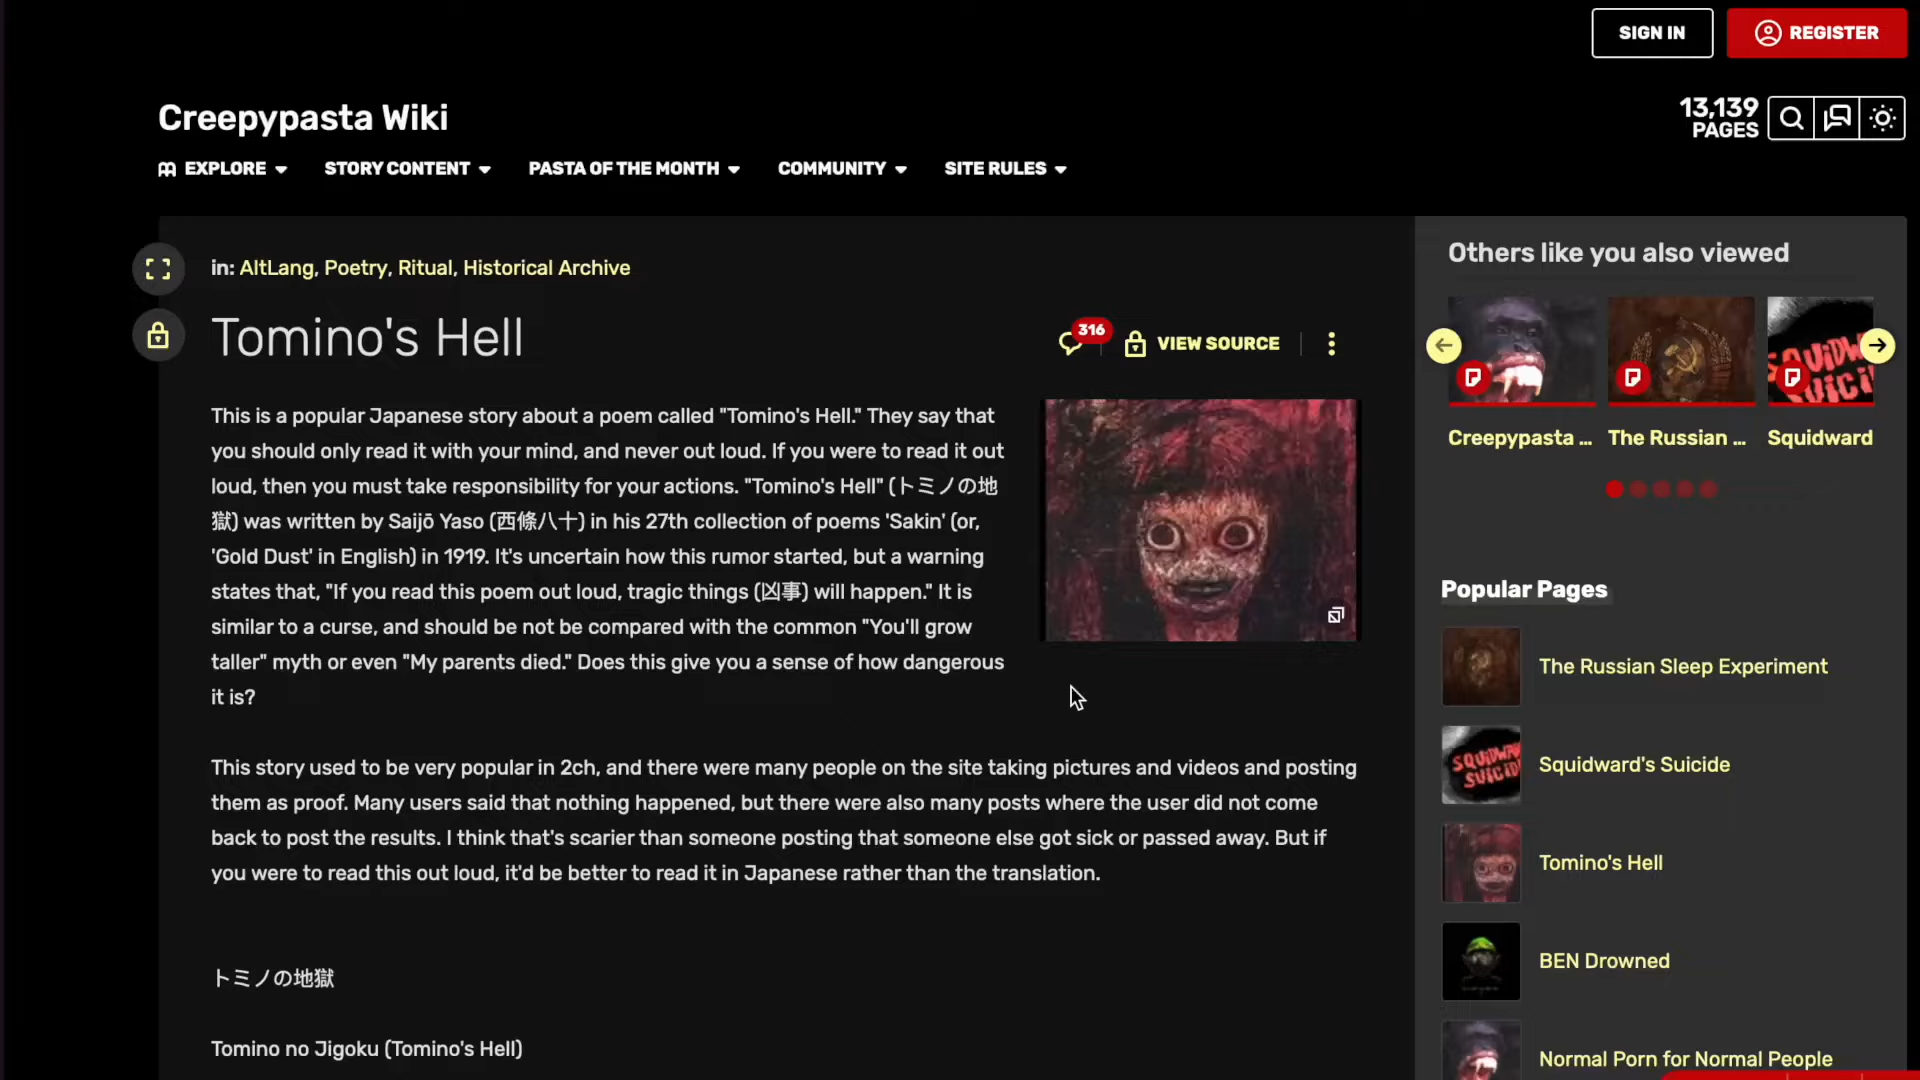 SIGN IN
REGISTER
Creepypasta Wiki
13,139
PAGES
EXPLORE
STORY CONTENT
PASTA OF THE MONTH
COMMUNITY
SITE RULES
in: AltLang, Poetry, Ritual, Historical Archive
Tomino's Hell
316
VIEW SOURCE
This is a popular Japanese story about a poem called "Tomino's Hell." They say that
you should only read it with your mind, and never out loud. If you were to read it out
loud, then you must take responsibility for your actions. "Tomino's Hell" (トミノの地
獄) was written by Saijō Yaso (西條八十) in his 27th collection of poems 'Sakin' (or,
'Gold Dust' in English) in 1919. It's uncertain how this rumor started, but a warning
states that, "If you read this poem out loud, tragic things (凶事) will happen." It is
similar to a curse, and should be not be compared with the common "You'll grow
taller" myth or even "My parents died." Does this give you a sense of how dangerous
it is?
This story used to be very popular in 2ch, and there were many people on the site taking pictures and videos and posting
them as proof. Many users said that nothing happened, but there were also many posts where the user did not come
back to post the results. I think that's scarier than someone posting that someone else got sick or passed away. But if
you were to read this out loud, it'd be better to read it in Japanese rather than the translation.
トミノの地獄
Tomino no Jigoku (Tomino's Hell)
Others like you also viewed
SQUIDW
SUICI
Creepypasta ...
The Russian ...
Squidward
Popular Pages
The Russian Sleep Experiment
SQUIDWAR
SUICID
Squidward's Suicide
Tomino's Hell
BEN Drowned
Normal Porn for Normal People